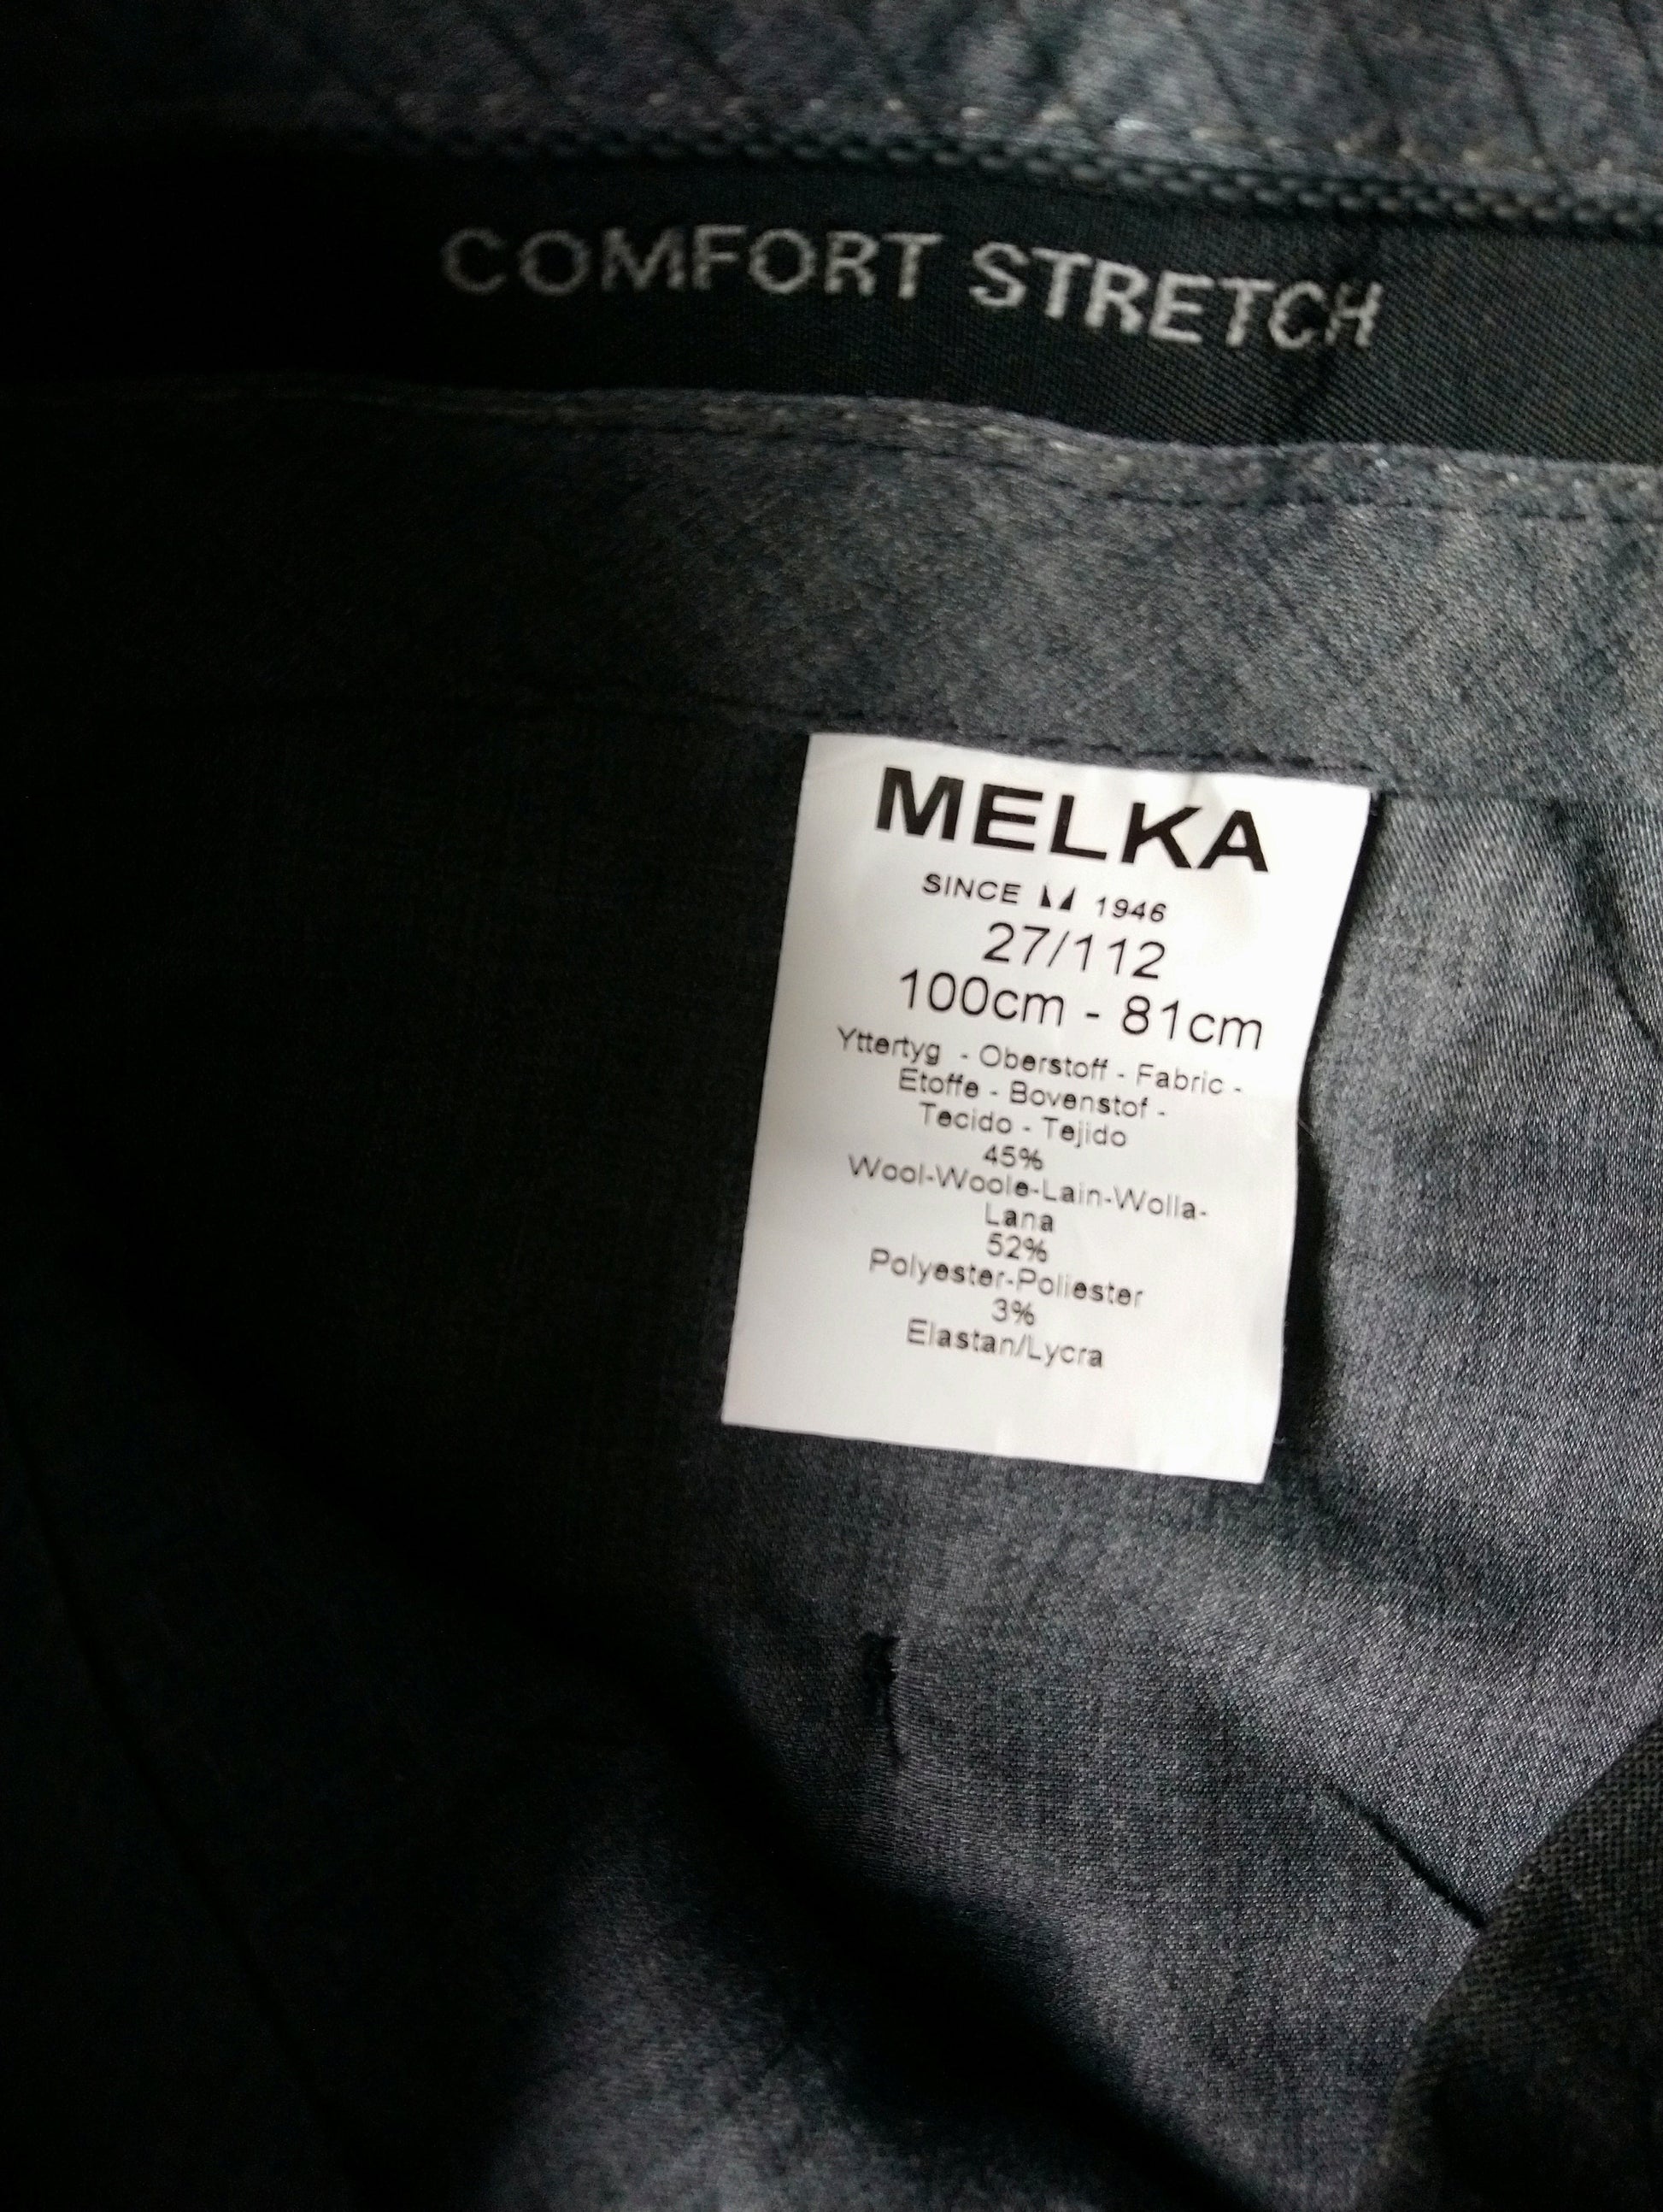 COMFORT STRETCH
MELKA
SINCE 1946
27/112
100cm - 81cm
Yttertyg - Oberstoff - Fabric -
Etoffe - Bovenstof -
Tecido - Tejido
45%
Wool-Woole-Lain-Wolla-
Lana
52%
Polyester-Poliester
3%
Elastan/Lycra